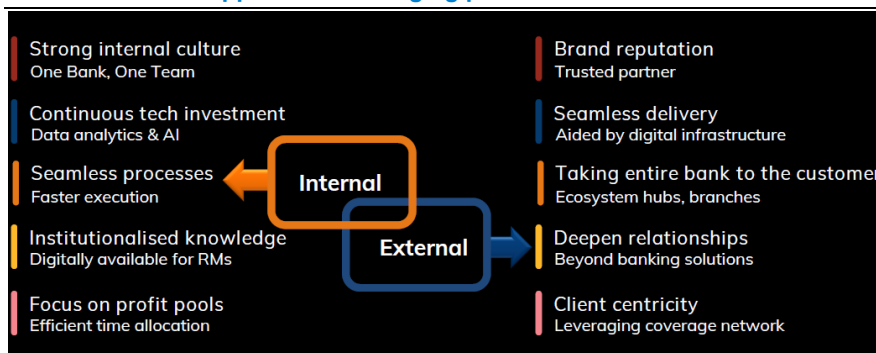 Strong internal culture
One Bank, One Team
Continuous tech investment
Data analytics & AI
Seamless processes
Faster execution
Institutionalised knowledge
Digitally available for RMs
Focus on profit pools
Efficient time allocation
Internal
External
Brand reputation
Trusted partner
Seamless delivery
Aided by digital infrastructure
Taking entire bank to the customer
Ecosystem hubs, branches
Deepen relationships
Beyond banking solutions
Client centricity
Leveraging coverage network